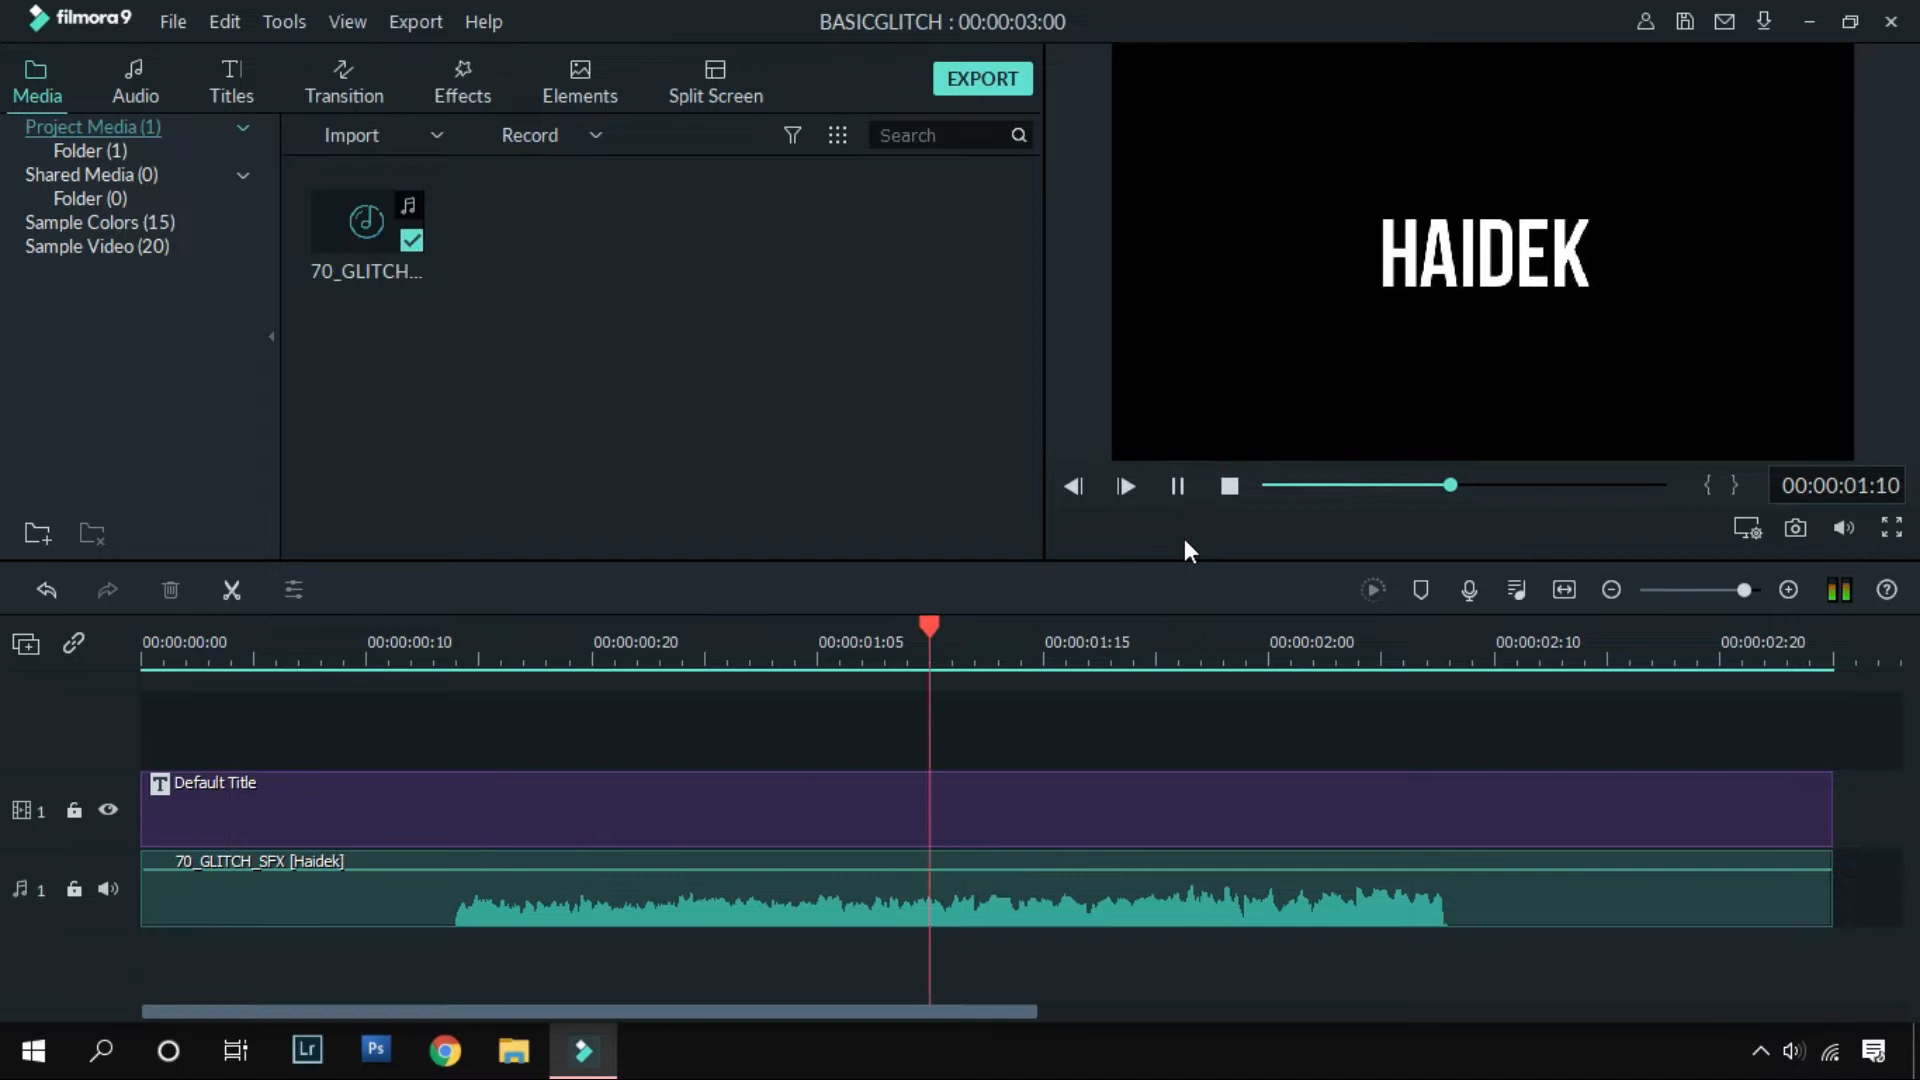 filmora9 File Edit Tools View Export Help BASICGLITCH : 00:00:03:00
Media Audio Titles Transition Effects Elements Split Screen EXPORT
Project Media (1)
Folder (1)
Shared Media (0)
Folder (0)
Sample Colors (15)
Sample Video (20)
Import Record Search
70_GLITCH...
HAIDEK
{ } 00:00:01:10
00:00:00:00 00:00:00:10 00:00:00:20 00:00:01:05 00:00:01:15 00:00:02:00 00:00:02:10 00:00:02:20
T Default Title
1
70_GLITCH_SFX [Haidek]
1
Lr Ps